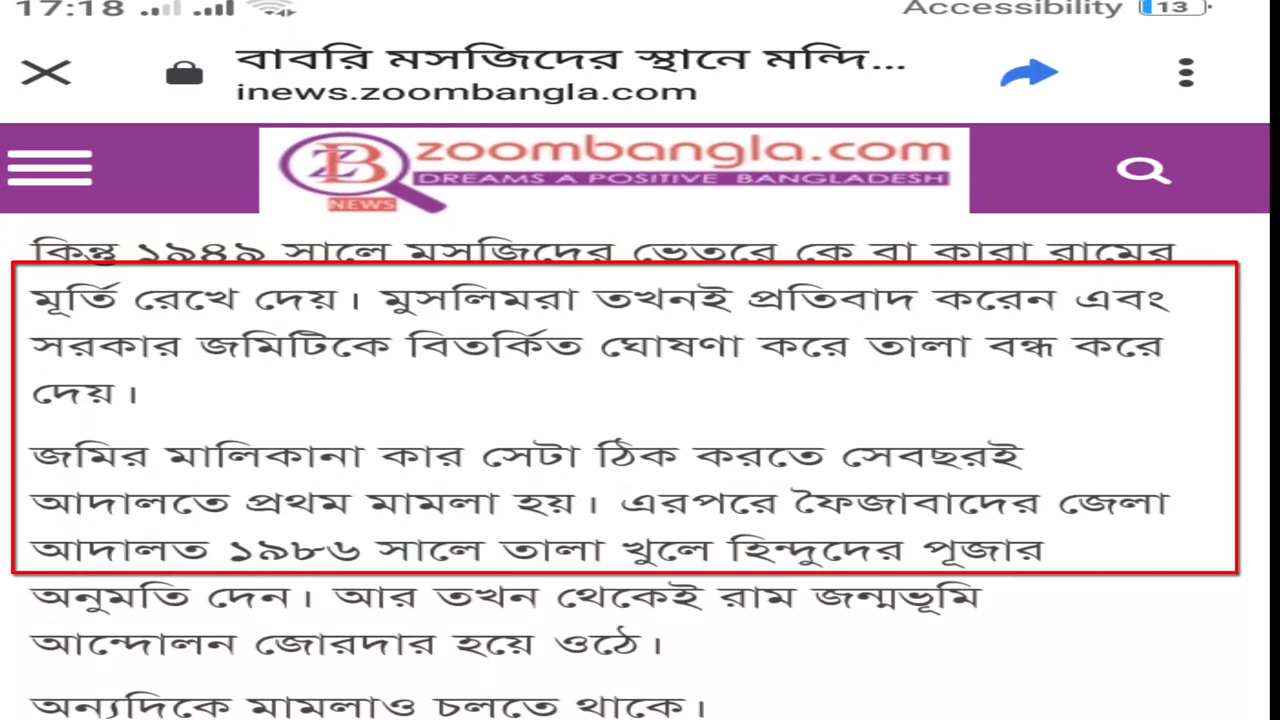 17:18
Accessibility
13
বাবরি মসজিদের স্থানে মন্দি...
inews.zoombangla.com
ZB
zoombangla.com
DREAMS A POSITIVE BANGLADESH
NEWS
কিন্তু ১৯৪৯ সালে মসজিদের ভেতরে কে বা কারা রামের
মূর্তি রেখে দেয়। মুসলিমরা তখনই প্রতিবাদ করেন এবং
সরকার জমিটিকে বিতর্কিত ঘোষণা করে তালা বন্ধ করে
দেয়।
জমির মালিকানা কার সেটা ঠিক করতে সেবছরই
আদালতে প্রথম মামলা হয়। এরপরে ফৈজাবাদের জেলা
আদালত ১৯৮৬ সালে তালা খুলে হিন্দুদের পূজার
অনুমতি দেন। আর তখন থেকেই রাম জন্মভূমি
আন্দোলন জোরদার হয়ে ওঠে।
অন্যদিকে মামলাও চলতে থাকে।